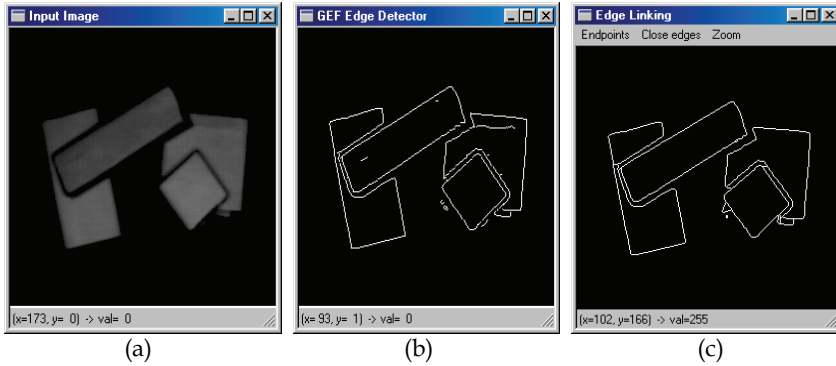 Input Image
(x=173, y= 0) -> val= 0
(a)
GEF Edge Detector
(x= 93, y= 1) -> val= 0
(b)
Edge Linking
Endpoints Close edges Zoom
(x=102, y=166) -> val=255
(c)